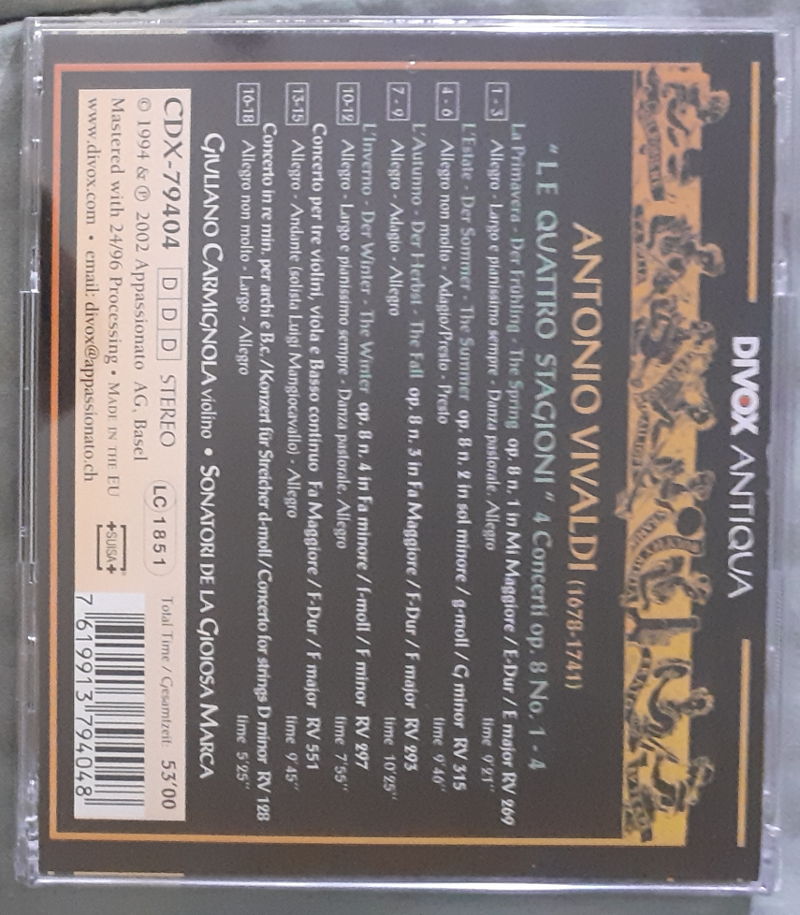 DIVOX ANTIQUA
ANTONIO VIVALDI (1678-1741)
"LE QUATTRO STAGIONI" 4 Concerti op. 8 No. 1 - 4
La Primavera - Der Frühling - The Spring op. 8 n. 1 in Mi Maggiore / E-Dur / E major RV 269
1 - 3 Allegro - Largo e pianissimo sempre - Danza pastorale. Allegro time 9'21"
L'Estate - Der Sommer - The Summer op. 8 n. 2 in sol minore / g-moll / G minor RV 315
4 - 6 Allegro non molto - Adagio/Presto - Presto time 9'46"
L'Autunno - Der Herbst - The Fall op. 8 n. 3 in Fa Maggiore / F-Dur / F major RV 293
7 - 9 Allegro - Adagio - Allegro time 10'25"
L'Inverno - Der Winter - The Winter op. 8 n. 4 in Fa minore / f-moll / F minor RV 297
10-12 Allegro - Largo e pianissimo sempre - Danza pastorale. Allegro time 7'55"
Concerto per tre violini, viola e Basso continuo Fa Maggiore / F-Dur / F major RV 551
13-15 Allegro - Andante (solista Luigi Mangiocavallo) - Allegro time 9'45"
Concerto in re min. per archi e B.c. / Konzert für Streicher d-moll / Concerto for strings D minor RV 128
16-18 Allegro non molto - Largo - Allegro time 5'25"
GIULIANO CARMIGNOLA violino • SONATORI DE LA GIOIOSA MARCA
CDX-79404 D D D STEREO LC 1851 Total Time / Gesamtzeit: 53'00
© 1994 & ℗ 2002 Appassionato AG, Basel
Mastered with 24/96 Processing • MADE IN THE EU SUISA
www.divox.com • email: divox@appassionato.ch
7 619913 794048